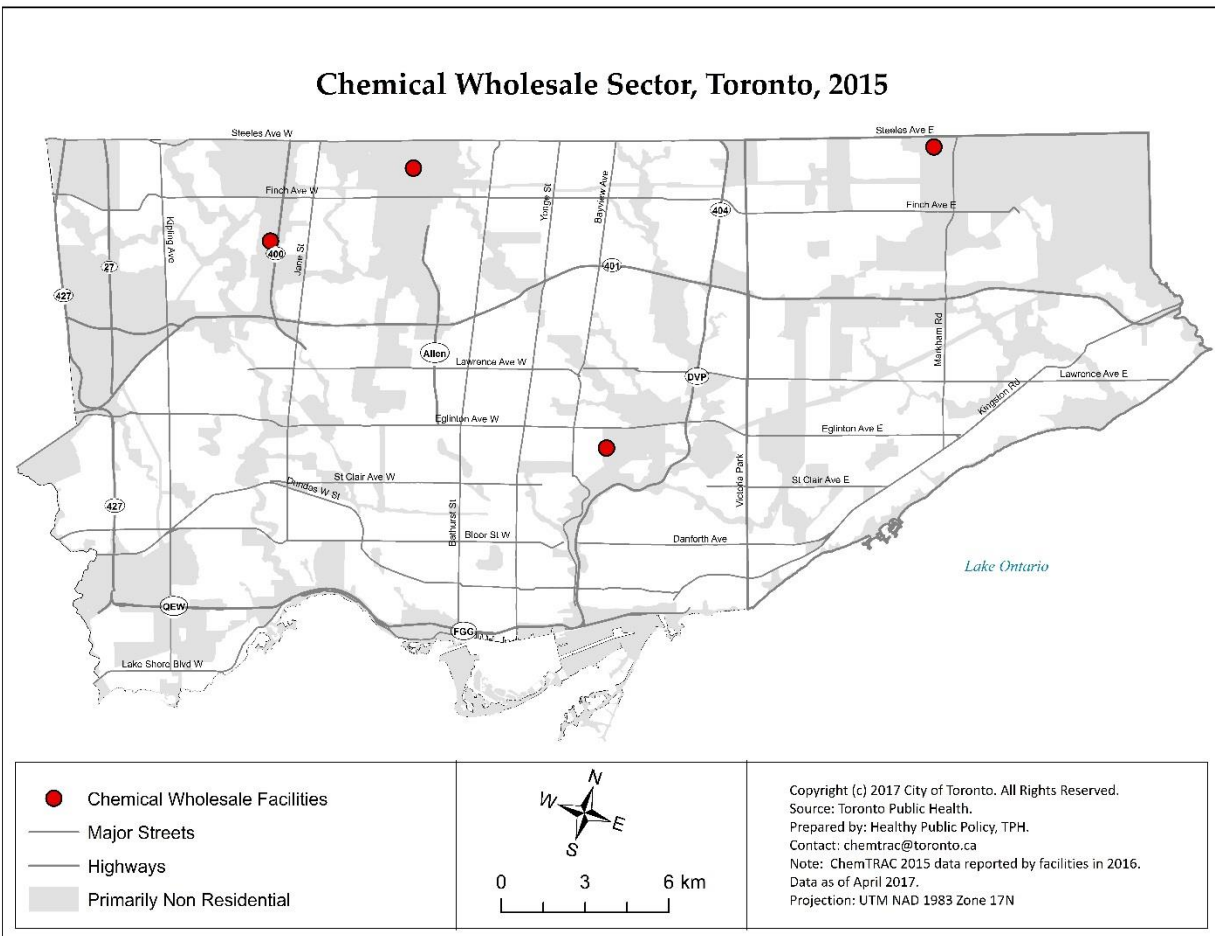 Chemical Wholesale Sector, Toronto, 2015
Steeles Ave W
Steeles Ave E
Finch Ave W
Finch Ave E
Kipling Ave
Jane St
Yonge St
Bayview Ave
404
27
400
401
427
Allen
Lawrence Ave W
DVP
Markham Rd
Kingston Rd
Lawrence Ave E
Eglinton Ave W
Eglinton Ave E
St Clair Ave W
St Clair Ave E
Victoria Park
Dundas W St
427
Bathurst St
Bloor St W
Danforth Ave
Lake Ontario
QEW
FGG
Lake Shore Blvd W
Chemical Wholesale Facilities
Major Streets
Highways
Primarily Non Residential
N
W
E
S
0 3 6 km
Copyright (c) 2017 City of Toronto. All Rights Reserved.
Source: Toronto Public Health.
Prepared by: Healthy Public Policy, TPH.
Contact: chemtrac@toronto.ca
Note: ChemTRAC 2015 data reported by facilities in 2016.
Data as of April 2017.
Projection: UTM NAD 1983 Zone 17N